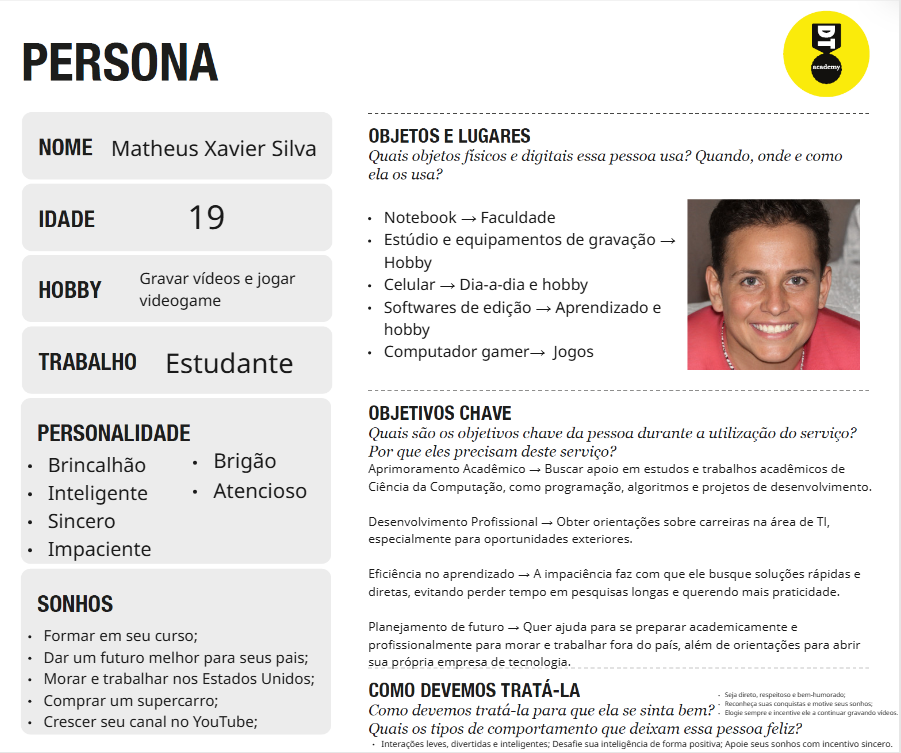 PERSONA
DT
academy
NOME Matheus Xavier Silva
IDADE 19
HOBBY Gravar vídeos e jogar
videogame
TRABALHO Estudante
PERSONALIDADE
• Brincalhão
• Inteligente
• Sincero
• Impaciente
• Brigão
• Atencioso
SONHOS
• Formar em seu curso;
• Dar um futuro melhor para seus pais;
• Morar e trabalhar nos Estados Unidos;
• Comprar um supercarro;
• Crescer seu canal no YouTube;
OBJETOS E LUGARES
Quais objetos físicos e digitais essa pessoa usa? Quando, onde e como
ela os usa?
• Notebook → Faculdade
• Estúdio e equipamentos de gravação →
Hobby
• Celular → Dia-a-dia e hobby
• Softwares de edição → Aprendizado e
hobby
• Computador gamer→ Jogos
OBJETIVOS CHAVE
Quais são os objetivos chave da pessoa durante a utilização do serviço?
Por que eles precisam deste serviço?
Aprimoramento Acadêmico → Buscar apoio em estudos e trabalhos acadêmicos de
Ciência da Computação, como programação, algoritmos e projetos de desenvolvimento.
Desenvolvimento Profissional → Obter orientações sobre carreiras na área de TI,
especialmente para oportunidades exteriores.
Eficiência no aprendizado → A impaciência faz com que ele busque soluções rápidas e
diretas, evitando perder tempo em pesquisas longas e querendo mais praticidade.
Planejamento de futuro → Quer ajuda para se preparar academicamente e
profissionalmente para morar e trabalhar fora do país, além de orientações para abrir
sua própria empresa de tecnologia.
COMO DEVEMOS TRATÁ-LA
Como devemos tratá-la para que ela se sinta bem?
• Seja direto, respeitoso e bem-humorado;
• Reconheça suas conquistas e motive seus sonhos;
• Elogie sempre e incentive ele a continuar gravando vídeos.
Quais os tipos de comportamento que deixam essa pessoa feliz?
• Interações leves, divertidas e inteligentes; Desafie sua inteligência de forma positiva; Apoie seus sonhos com incentivo sincero.